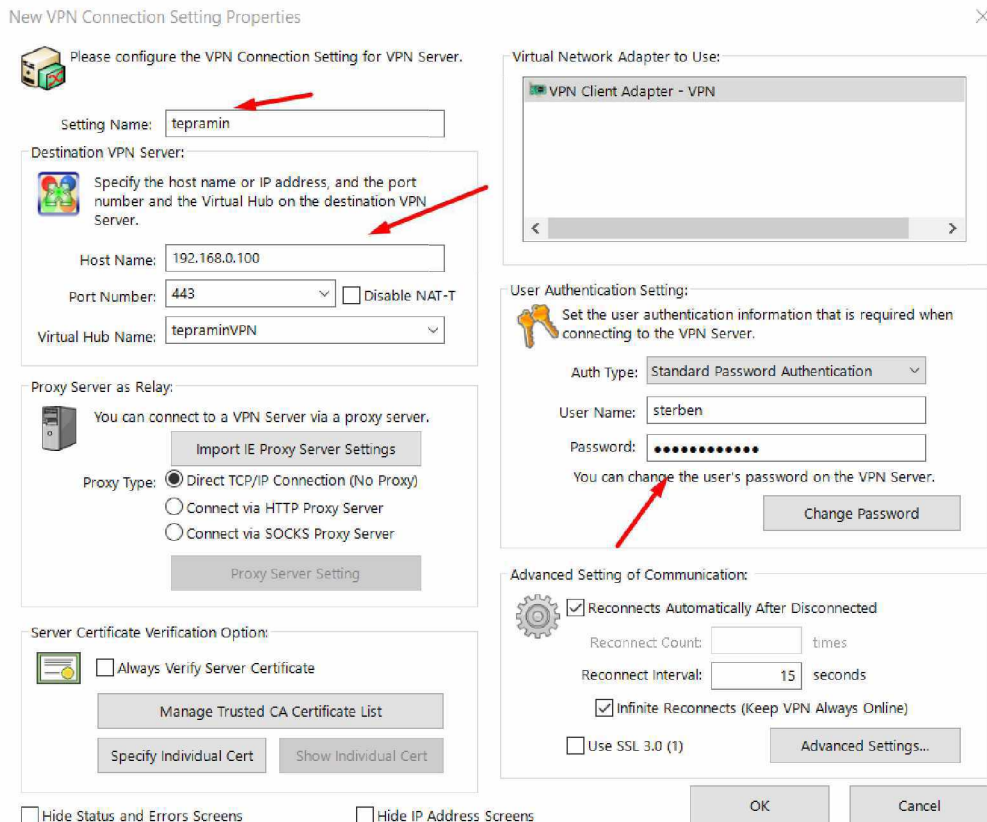 New VPN Connection Setting Properties
Please configure the VPN Connection Setting for VPN Server.
Setting Name: tepramin
Destination VPN Server:
Specify the host name or IP address, and the port
number and the Virtual Hub on the destination VPN
Server.
Host Name: 192.168.0.100
Port Number: 443 Disable NAT-T
Virtual Hub Name: tepraminVPN
Proxy Server as Relay:
You can connect to a VPN Server via a proxy server.
Import IE Proxy Server Settings
Proxy Type: Direct TCP/IP Connection (No Proxy)
Connect via HTTP Proxy Server
Connect via SOCKS Proxy Server
Proxy Server Setting
Server Certificate Verification Option:
Always Verify Server Certificate
Manage Trusted CA Certificate List
Specify Individual Cert Show Individual Cert
Hide Status and Errors Screens Hide IP Address Screens
Virtual Network Adapter to Use:
VPN Client Adapter - VPN
User Authentication Setting:
Set the user authentication information that is required when
connecting to the VPN Server.
Auth Type: Standard Password Authentication
User Name: sterben
Password: ●●●●●●●●●●●●
You can change the user's password on the VPN Server.
Change Password
Advanced Setting of Communication:
Reconnects Automatically After Disconnected
Reconnect Count: times
Reconnect Interval: 15 seconds
Infinite Reconnects (Keep VPN Always Online)
Use SSL 3.0 (1) Advanced Settings...
OK Cancel